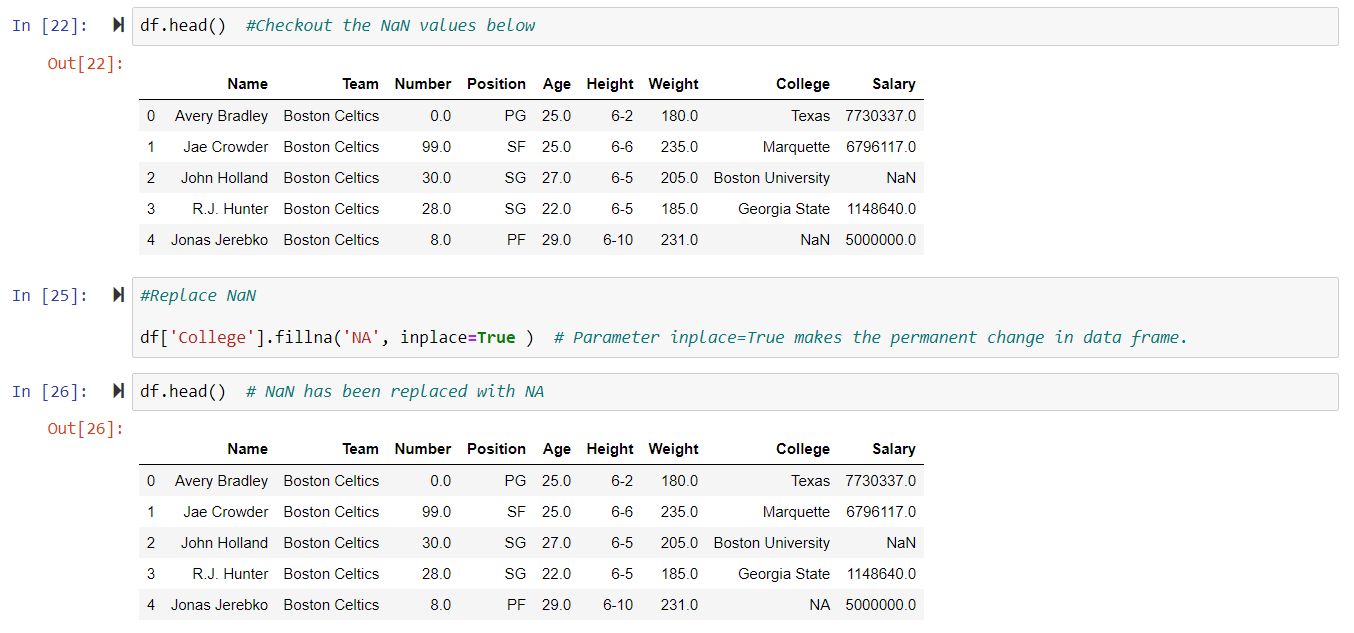 In [22]: df.head()  #Checkout the NaN values below
Out[22]:
Name Team Number Position Age Height Weight College Salary
0 Avery Bradley Boston Celtics 0.0 PG 25.0 6-2 180.0 Texas 7730337.0
1 Jae Crowder Boston Celtics 99.0 SF 25.0 6-6 235.0 Marquette 6796117.0
2 John Holland Boston Celtics 30.0 SG 27.0 6-5 205.0 Boston University NaN
3 R.J. Hunter Boston Celtics 28.0 SG 22.0 6-5 185.0 Georgia State 1148640.0
4 Jonas Jerebko Boston Celtics 8.0 PF 29.0 6-10 231.0 NaN 5000000.0
In [25]: #Replace NaN
df['College'].fillna('NA', inplace=True )  # Parameter inplace=True makes the permanent change in data frame.
In [26]: df.head()  # NaN has been replaced with NA
Out[26]:
Name Team Number Position Age Height Weight College Salary
0 Avery Bradley Boston Celtics 0.0 PG 25.0 6-2 180.0 Texas 7730337.0
1 Jae Crowder Boston Celtics 99.0 SF 25.0 6-6 235.0 Marquette 6796117.0
2 John Holland Boston Celtics 30.0 SG 27.0 6-5 205.0 Boston University NaN
3 R.J. Hunter Boston Celtics 28.0 SG 22.0 6-5 185.0 Georgia State 1148640.0
4 Jonas Jerebko Boston Celtics 8.0 PF 29.0 6-10 231.0 NA 5000000.0